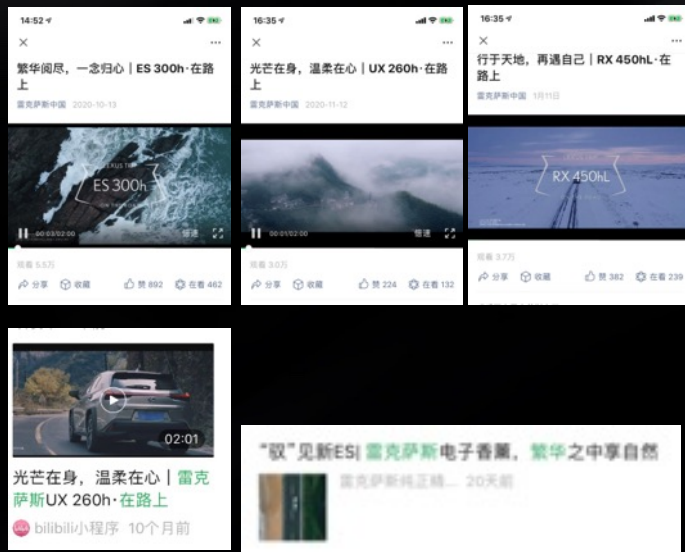 14:52
繁华阅尽，一念归心｜ES 300h·在路
上
雷克萨斯中国 2020-10-13
LEXUS TRIP
ES 300h
00:03/02:00 倍速
观看 5.5万
分享 收藏 赞 892 在看 462
16:35
光芒在身，温柔在心｜UX 260h·在路
上
雷克萨斯中国 2020-11-12
00:01/02:00 倍速
观看 3.0万
分享 收藏 赞 224 在看 132
16:35
行于天地，再遇自己｜RX 450hL·在
路上
雷克萨斯中国 1月11日
RX 450hL
观看 3.7万
分享 收藏 赞 382 在看 239
02:01
光芒在身，温柔在心｜雷克
萨斯UX 260h·在路上
bilibili小程序 10个月前
“驭”见新ES| 雷克萨斯电子香薰，繁华之中享自然
雷克萨斯纯正精... 20天前